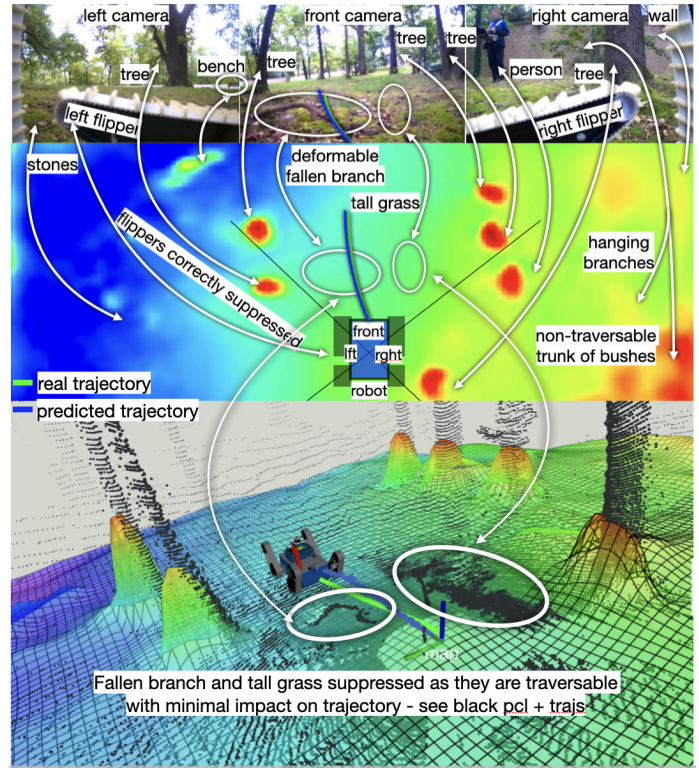 left camera
front camera
right camera
wall
tree
tree
tree
bench
tree
person
tree
left flipper
right flipper
stones
deformable
fallen branch
tall grass
flippers correctly suppressed
hanging
branches
front
lft
rght
robot
non-traversable
trunk of bushes
real trajectory
predicted trajectory
map
Fallen branch and tall grass suppressed as they are traversable
with minimal impact on trajectory - see black pcl + trajs